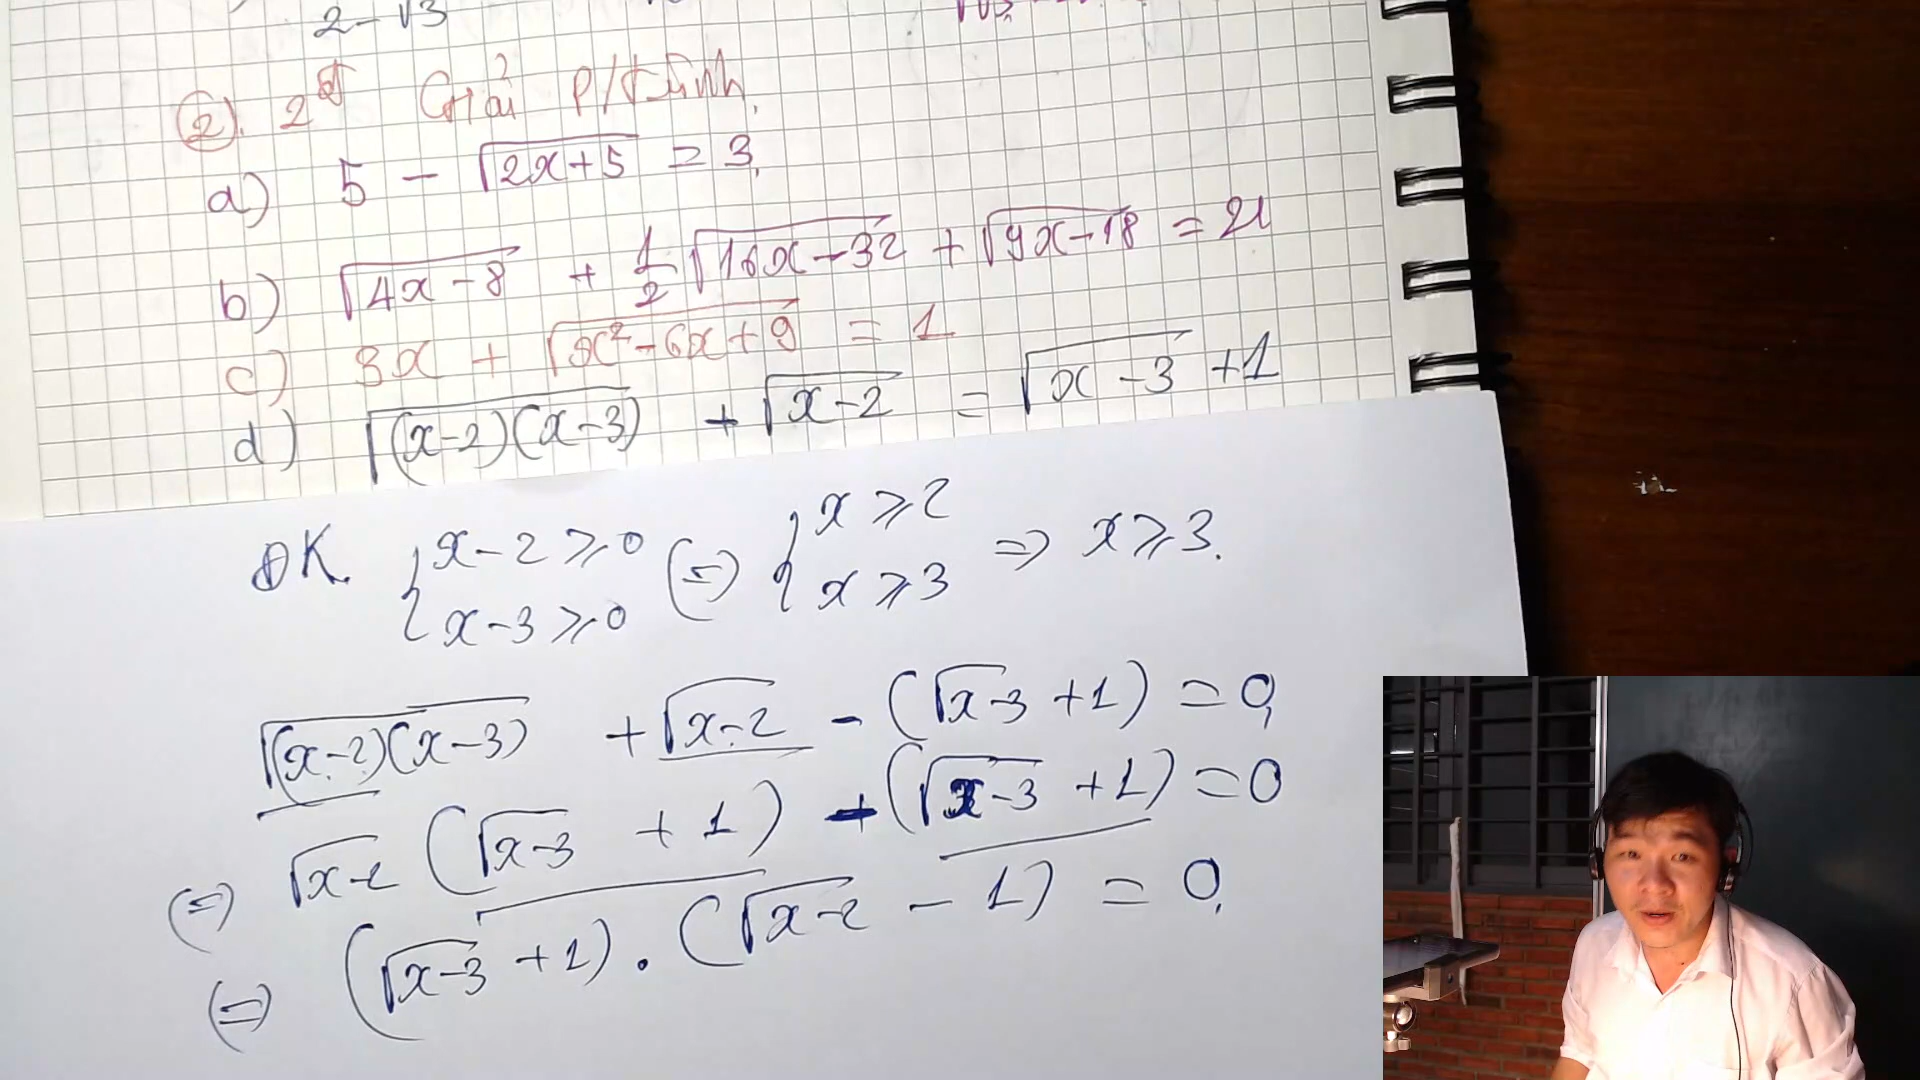 2 - √3
②. 2đ Giải p/trình.
a) 5 - √(2x+5) = 3.
b) √(4x-8) + 1/2 √(16x-32) + √(9x-18) = 21
c) 3x + √(x²-6x+9) = 1
d) √((x-2)(x-3)) + √(x-2) = √(x-3) + 1
ĐK. { x-2 ⩾ 0 ; x-3 ⩾ 0 (=) { x ⩾ 2 ; x ⩾ 3 => x ⩾ 3.
√((x-2)(x-3)) + √(x-2) - (√(x-3) + 1) = 0,
(=) √(x-2) (√(x-3) + 1) - (√(x-3) + 1) = 0
(=) (√(x-3) + 1) . (√(x-2) - 1) = 0.